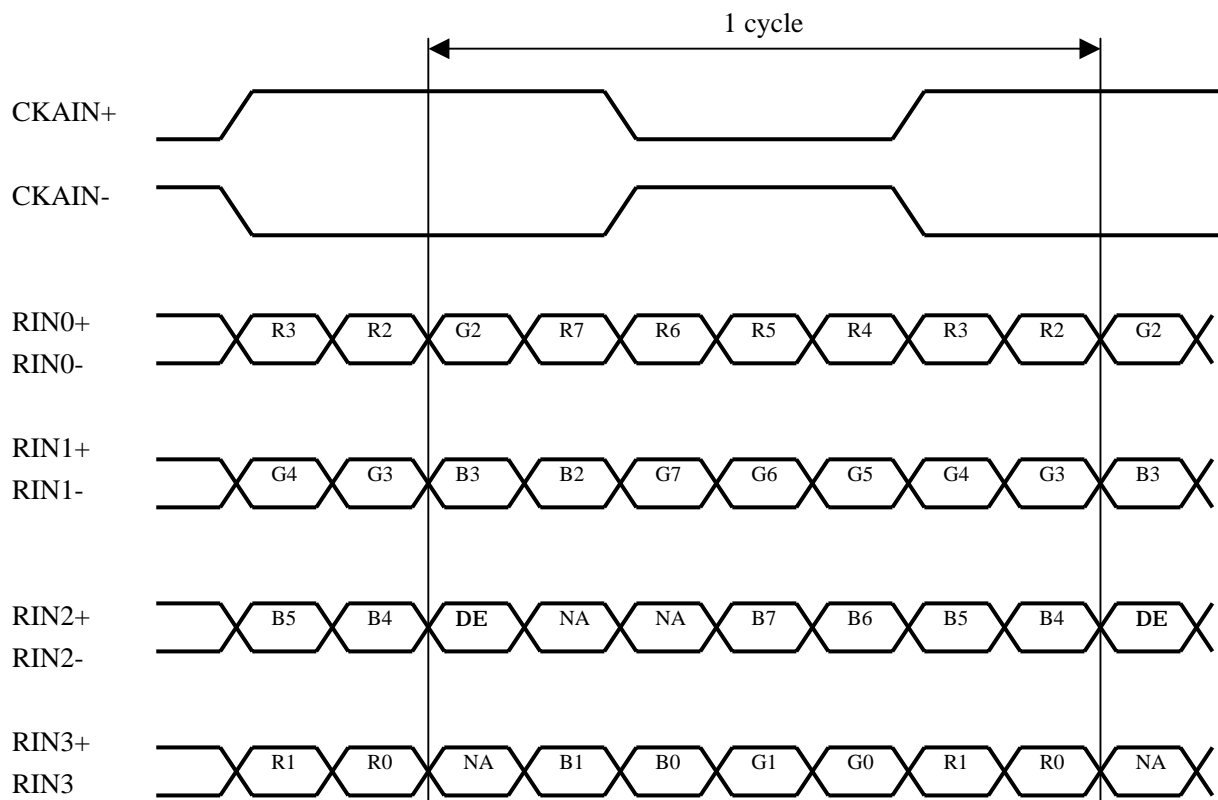 1 cycle
CKAIN+
CKAIN-
RIN0+
R3 R2 G2 R7 R6 R5 R4 R3 R2 G2
RIN0-
RIN1+
G4 G3 B3 B2 G7 G6 G5 G4 G3 B3
RIN1-
RIN2+
B5 B4 DE NA NA B7 B6 B5 B4 DE
RIN2-
RIN3+
R1 R0 NA B1 B0 G1 G0 R1 R0 NA
RIN3